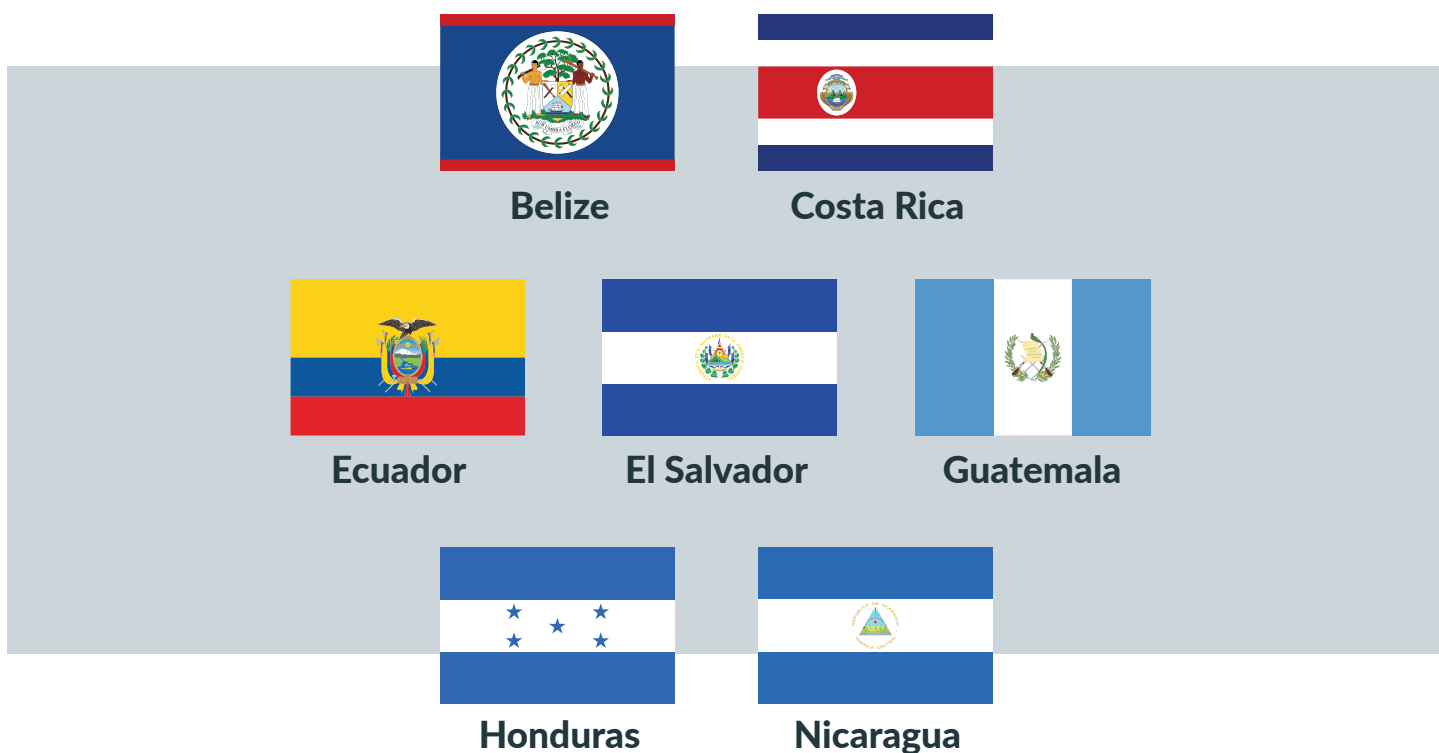 Belize
Costa Rica
Ecuador
El Salvador
Guatemala
Honduras
Nicaragua